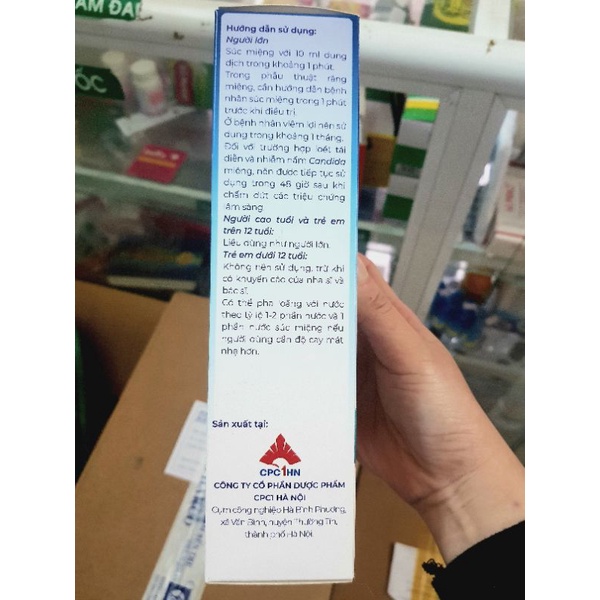 Hướng dẫn sử dụng:
Người lớn
Súc miệng với 10 ml dung
dịch trong khoảng 1 phút.
Trong phẫu thuật răng
miệng, cần hướng dẫn bệnh
nhân súc miệng trong 1 phút
trước khi điều trị.
Ở bệnh nhân viêm lợi nên sử
dụng trong khoảng 1 tháng.
Đối với trường hợp loét tái
diễn và nhiễm nấm Candida
miệng, nên được tiếp tục sử
dụng trong 48 giờ sau khi
chấm dứt các triệu chứng
lâm sàng
Người cao tuổi và trẻ em
trên 12 tuổi:
Liều dùng như người lớn.
Trẻ em dưới 12 tuổi:
Không nên sử dụng, trừ khi
có khuyến cáo của nha sĩ và
bác sĩ.
Có thể pha loãng với nước
theo tỷ lệ 1-2 phần nước và 1
phần nước súc miệng nếu
người dùng cần độ cay mát
nhẹ hơn.
Sản xuất tại:
CPC1HN
CÔNG TY CỔ PHẦN DƯỢC PHẨM
CPC1 HÀ NỘI
Cụm công nghiệp Hà Bình Phương,
xã Văn Bình, huyện Thường Tín,
thành phố Hà Nội.